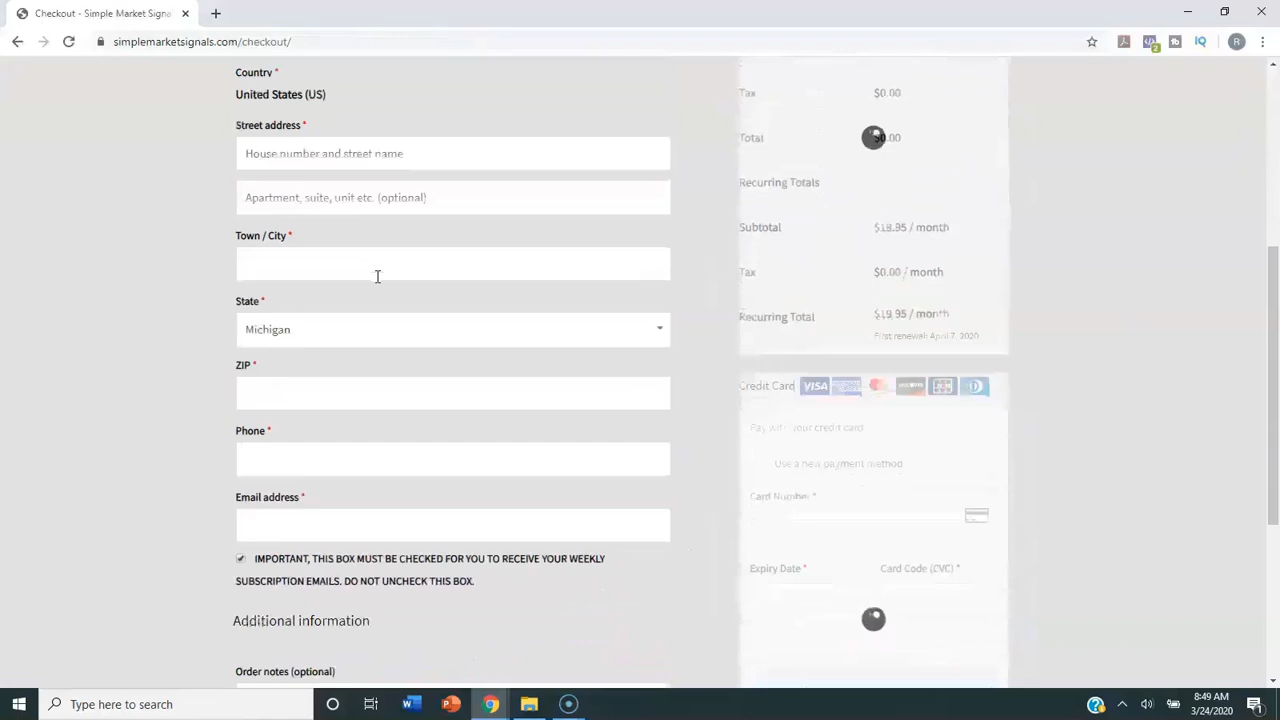 Checkout - Simple Market Signa
simplemarketsignals.com/checkout/
R
2
Country *
United States (US)
Street address *
House number and street name
Apartment, suite, unit etc. (optional)
Town / City *
State *
Michigan
ZIP *
Phone *
Email address *
IMPORTANT, THIS BOX MUST BE CHECKED FOR YOU TO RECEIVE YOUR WEEKLY
SUBSCRIPTION EMAILS. DO NOT UNCHECK THIS BOX.
Additional information
Order notes (optional)
Tax $0.00
Total $0.00
Recurring Totals
Subtotal / month
Tax $0.00 / month
Recurring Total $19.95 / month
First renewal: April 7, 2020
Credit Card VISA
Pay with your credit card
Use a new payment method
Card Number *
Expiry Date * Card Code (CVC) *
Type here to search
8:49 AM
3/24/2020